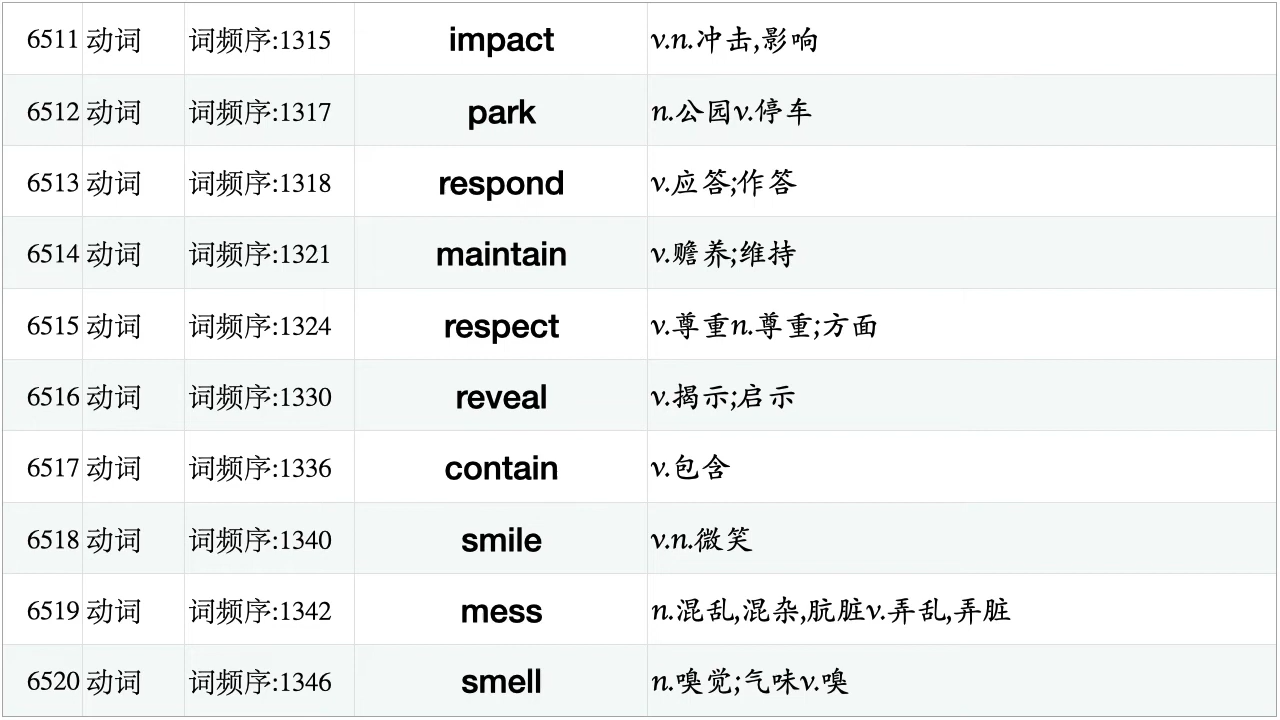 6511 动词 词频序:1315 impact v.n.冲击,影响
6512 动词 词频序:1317 park n.公园v.停车
6513 动词 词频序:1318 respond v.应答;作答
6514 动词 词频序:1321 maintain v.赡养;维持
6515 动词 词频序:1324 respect v.尊重n.尊重;方面
6516 动词 词频序:1330 reveal v.揭示;启示
6517 动词 词频序:1336 contain v.包含
6518 动词 词频序:1340 smile v.n.微笑
6519 动词 词频序:1342 mess n.混乱,混杂,肮脏v.弄乱,弄脏
6520 动词 词频序:1346 smell n.嗅觉;气味v.嗅